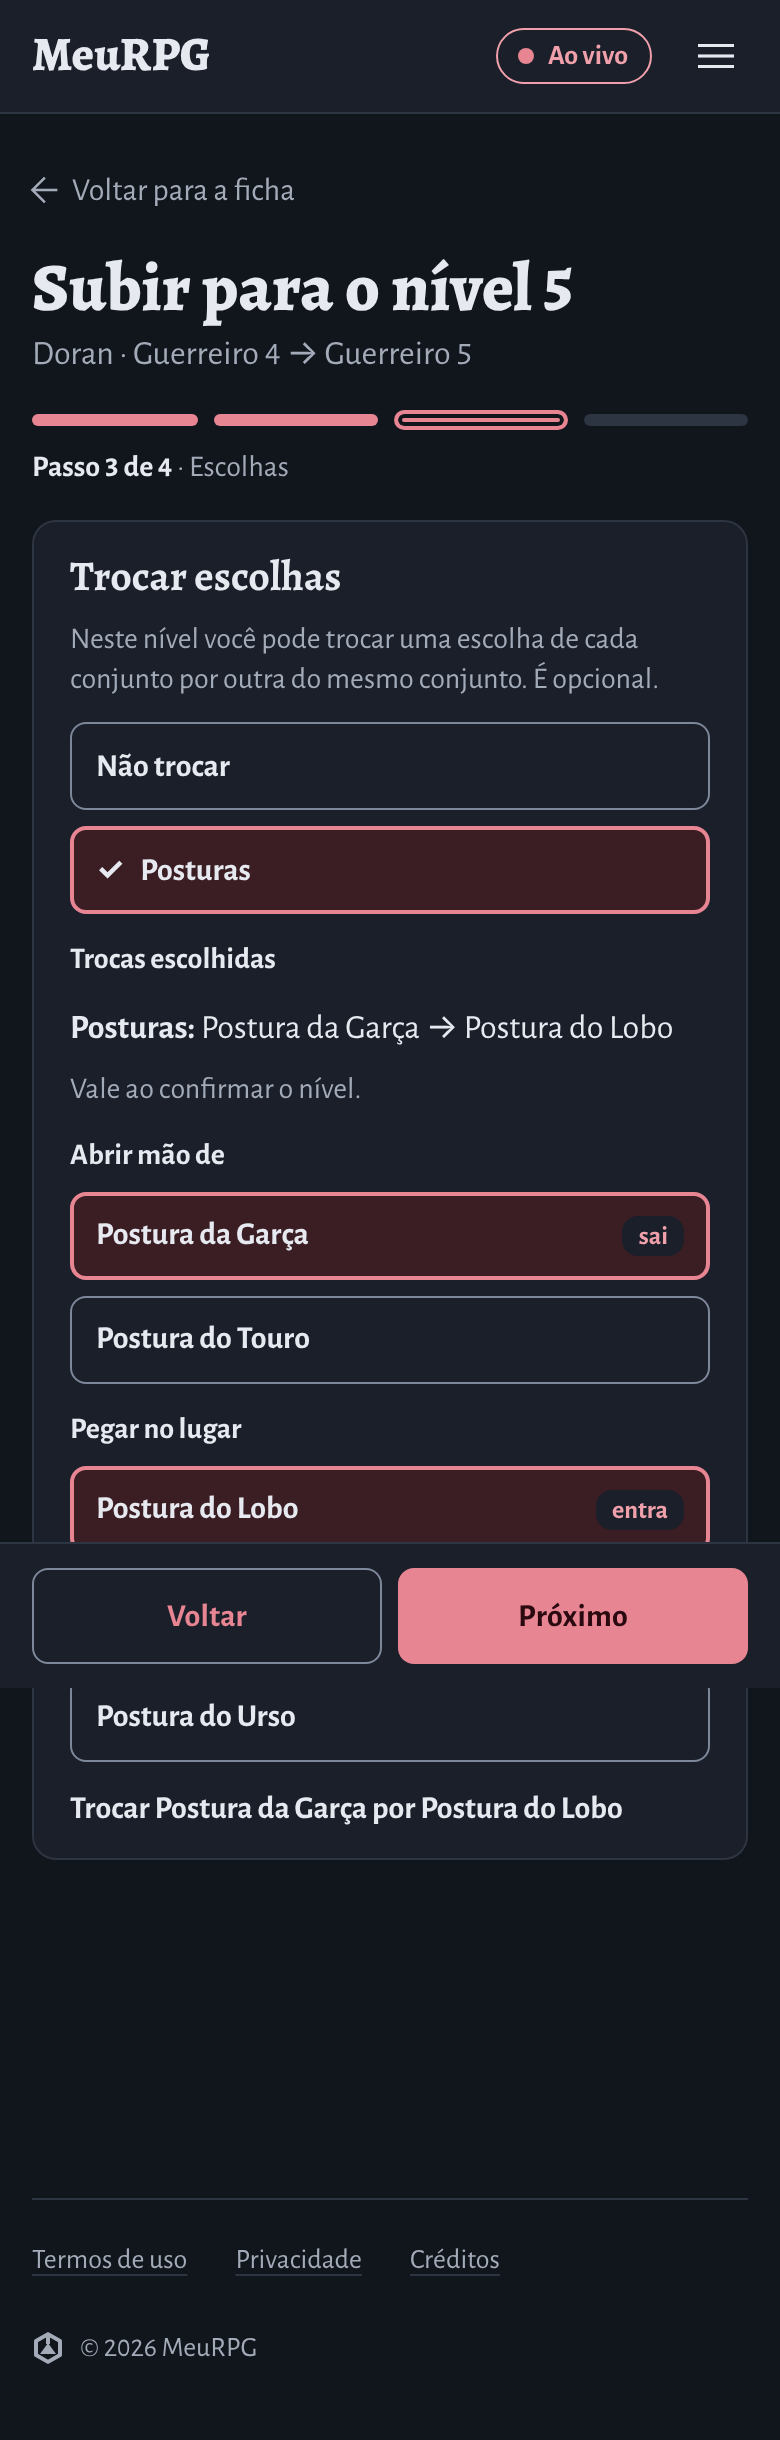 MeuRPG
Ao vivo
← Voltar para a ficha
Subir para o nível 5
Doran · Guerreiro 4 → Guerreiro 5
Passo 3 de 4 · Escolhas
Trocar escolhas
Neste nível você pode trocar uma escolha de cada
conjunto por outra do mesmo conjunto. É opcional.
Não trocar
✓ Posturas
Trocas escolhidas
Posturas: Postura da Garça → Postura do Lobo
Vale ao confirmar o nível.
Abrir mão de
Postura da Garça sai
Postura do Touro
Pegar no lugar
Postura do Lobo entra
Voltar Próximo
Postura do Urso
Trocar Postura da Garça por Postura do Lobo
Termos de uso Privacidade Créditos
© 2026 MeuRPG